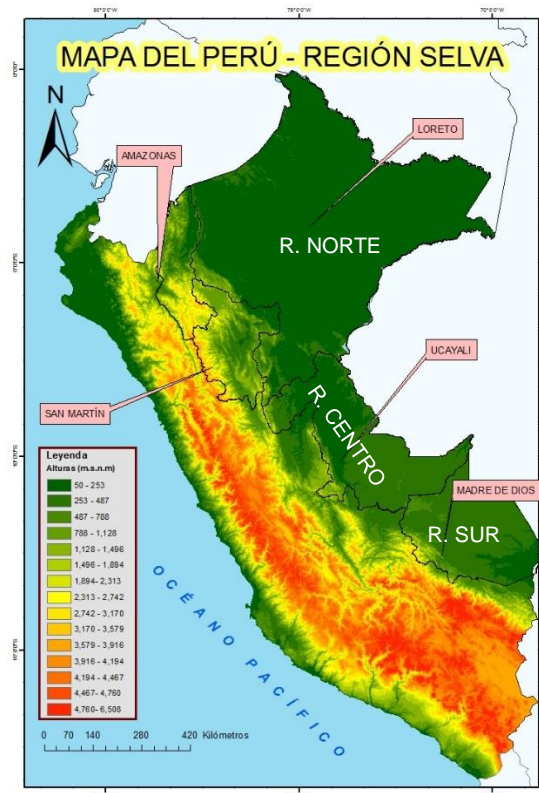 MAPA DEL PERÚ - REGIÓN SELVA
N
AMAZONAS
LORETO
R. NORTE
UCAYALI
SAN MARTÍN
R. CENTRO
MADRE DE DIOS
R. SUR
Leyenda
Alturas (m.s.n.m)
50 - 253
253 - 487
487 - 788
788 - 1,128
1,128 - 1,496
1,496 - 1,894
1,894- 2,313
2,313 - 2,742
2,742 - 3,170
3,170 - 3,579
3,579 - 3,916
3,916 - 4,194
4,194 - 4,467
4,467- 4,760
4,760- 6,508
OCÉANO PACÍFICO
0 70 140 280 420 Kilómetros